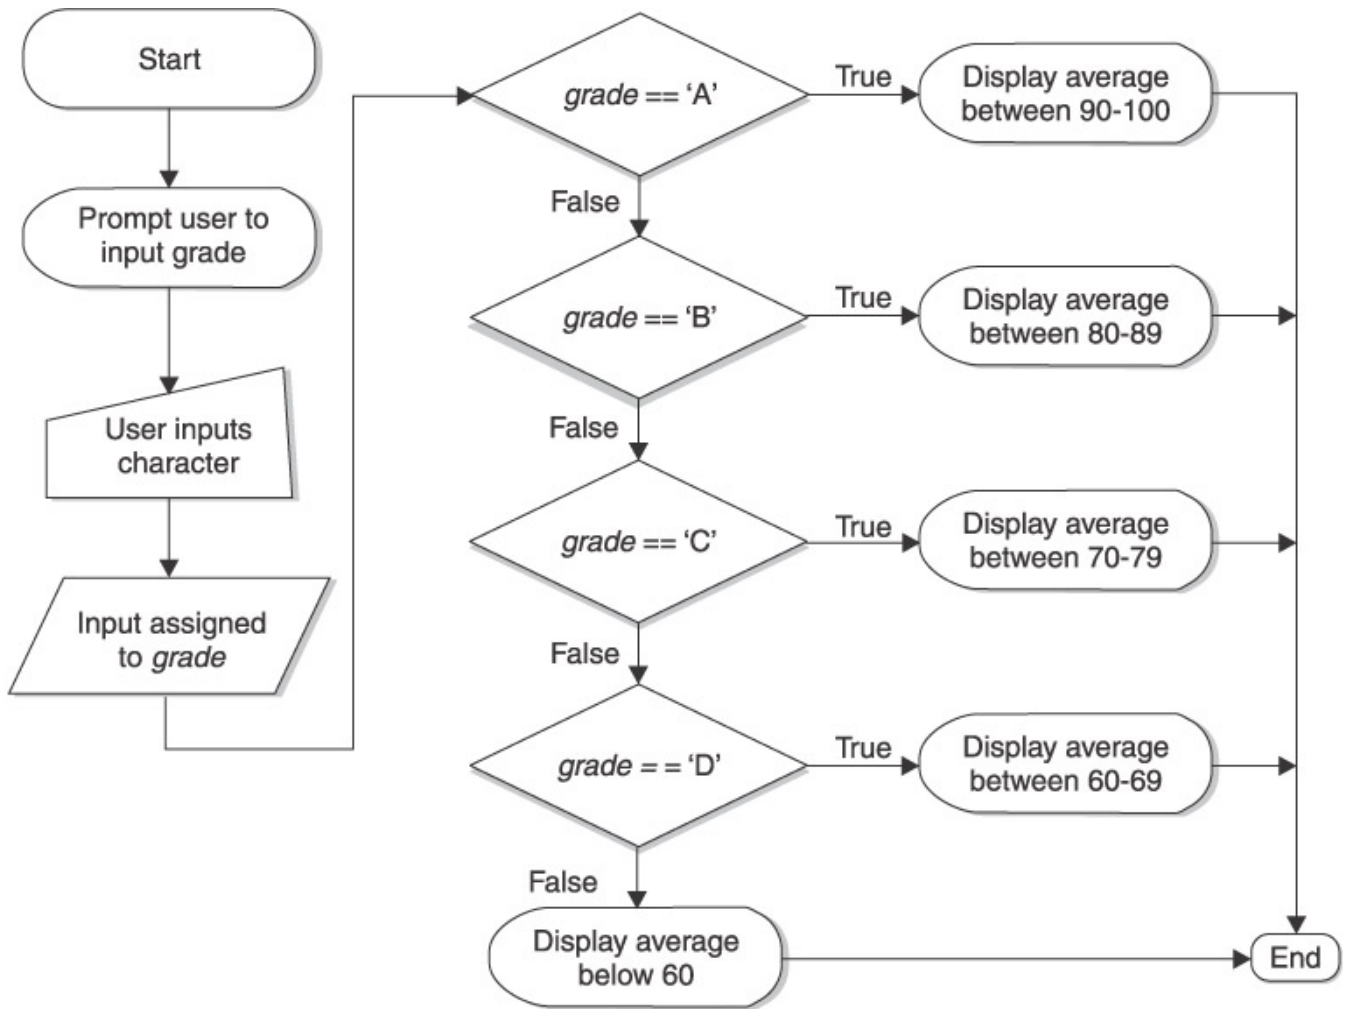 Start
Prompt user to
input grade
User inputs
character
Input assigned
to grade
grade == ‘A’
True
Display average
between 90-100
False
grade == ‘B’
True
Display average
between 80-89
False
grade == ‘C’
True
Display average
between 70-79
False
grade = = ‘D’
True
Display average
between 60-69
False
Display average
below 60
End